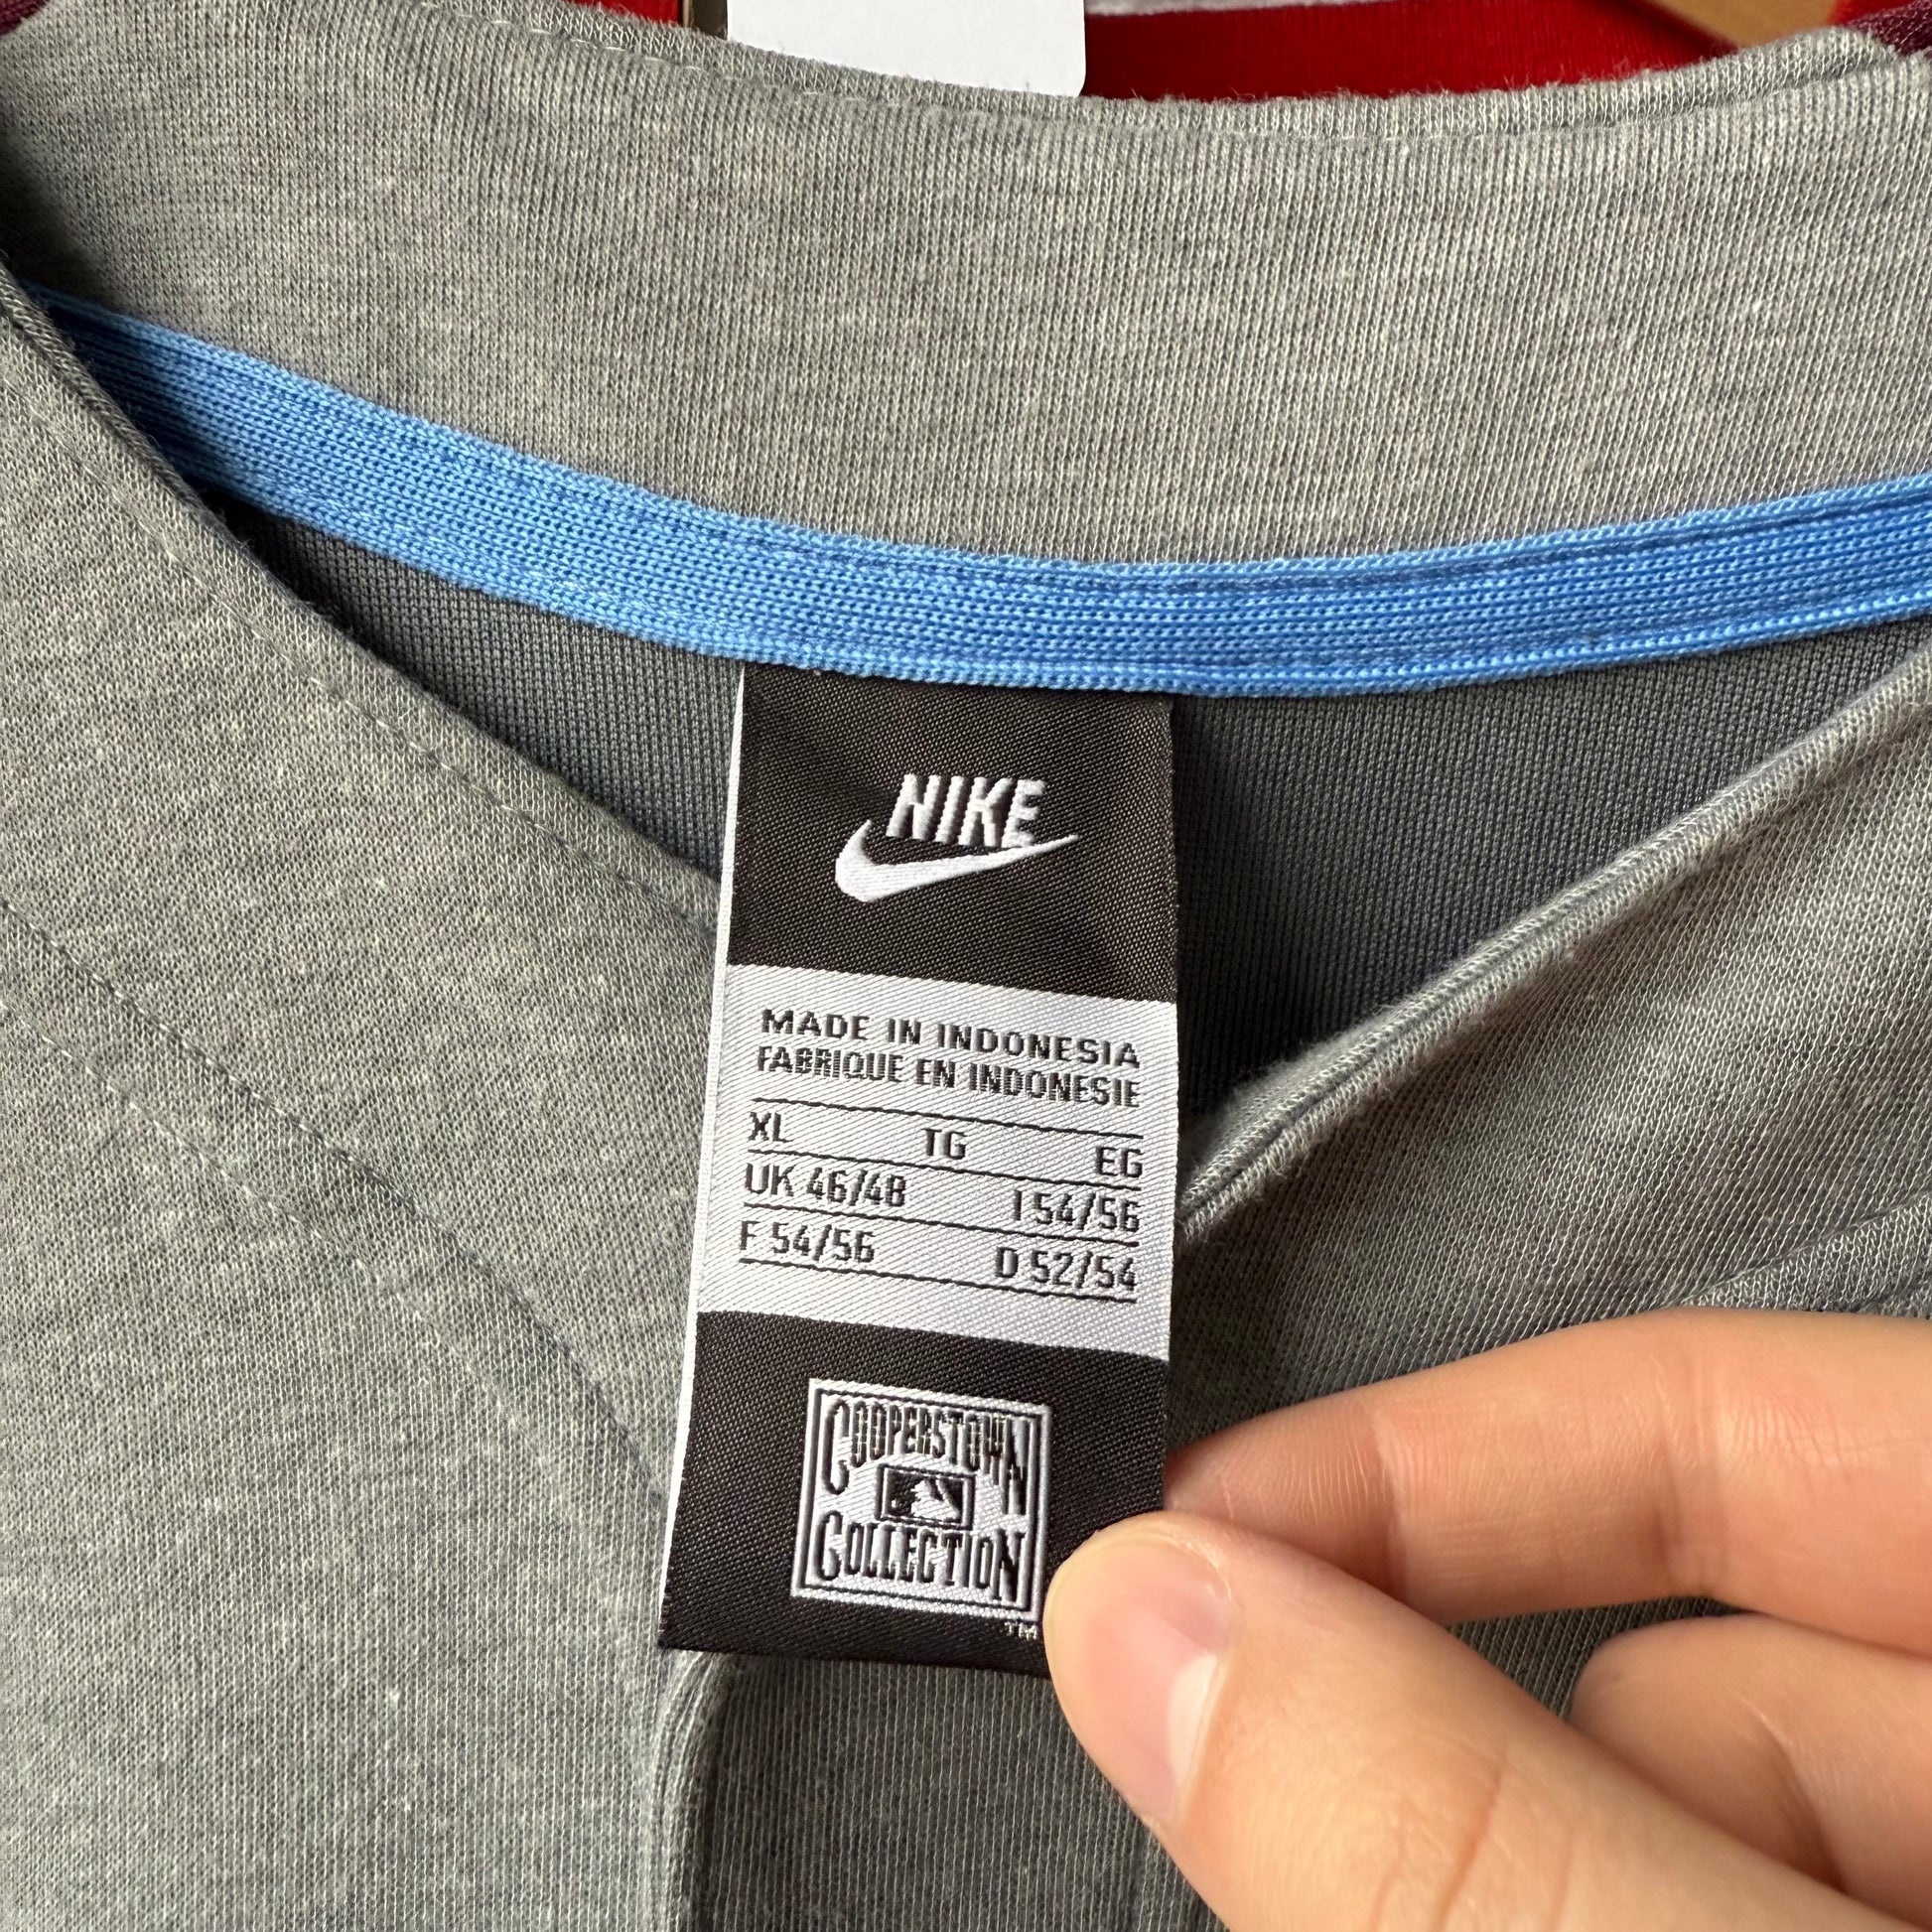 NIKE
MADE IN INDONESIA
FABRIQUE EN INDONESIE
XL TG EG
UK 46/48 I 54/56
F 54/56 D 52/54
COOPERSTOWN
COLLECTION
TM